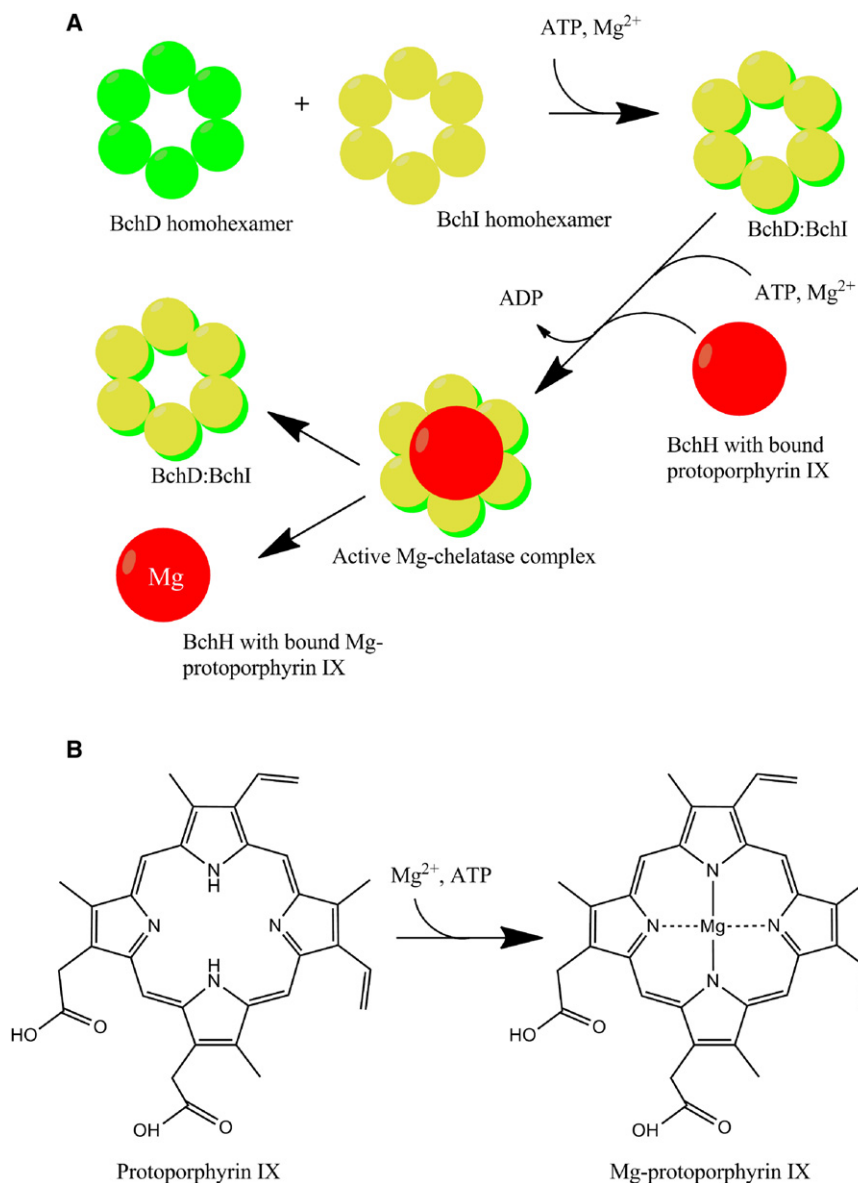 A
ATP, Mg²⁺
+
BchD homohexamer
BchI homohexamer
BchD:BchI
ADP
ATP, Mg²⁺
BchH with bound
protoporphyrin IX
BchD:BchI
Active Mg-chelatase complex
Mg
BchH with bound Mg-
protoporphyrin IX
B
N
H
N
N
H
N
HO
O
OH
O
Mg²⁺, ATP
N
N
Mg
N
N
HO
O
OH
O
Protoporphyrin IX
Mg-protoporphyrin IX